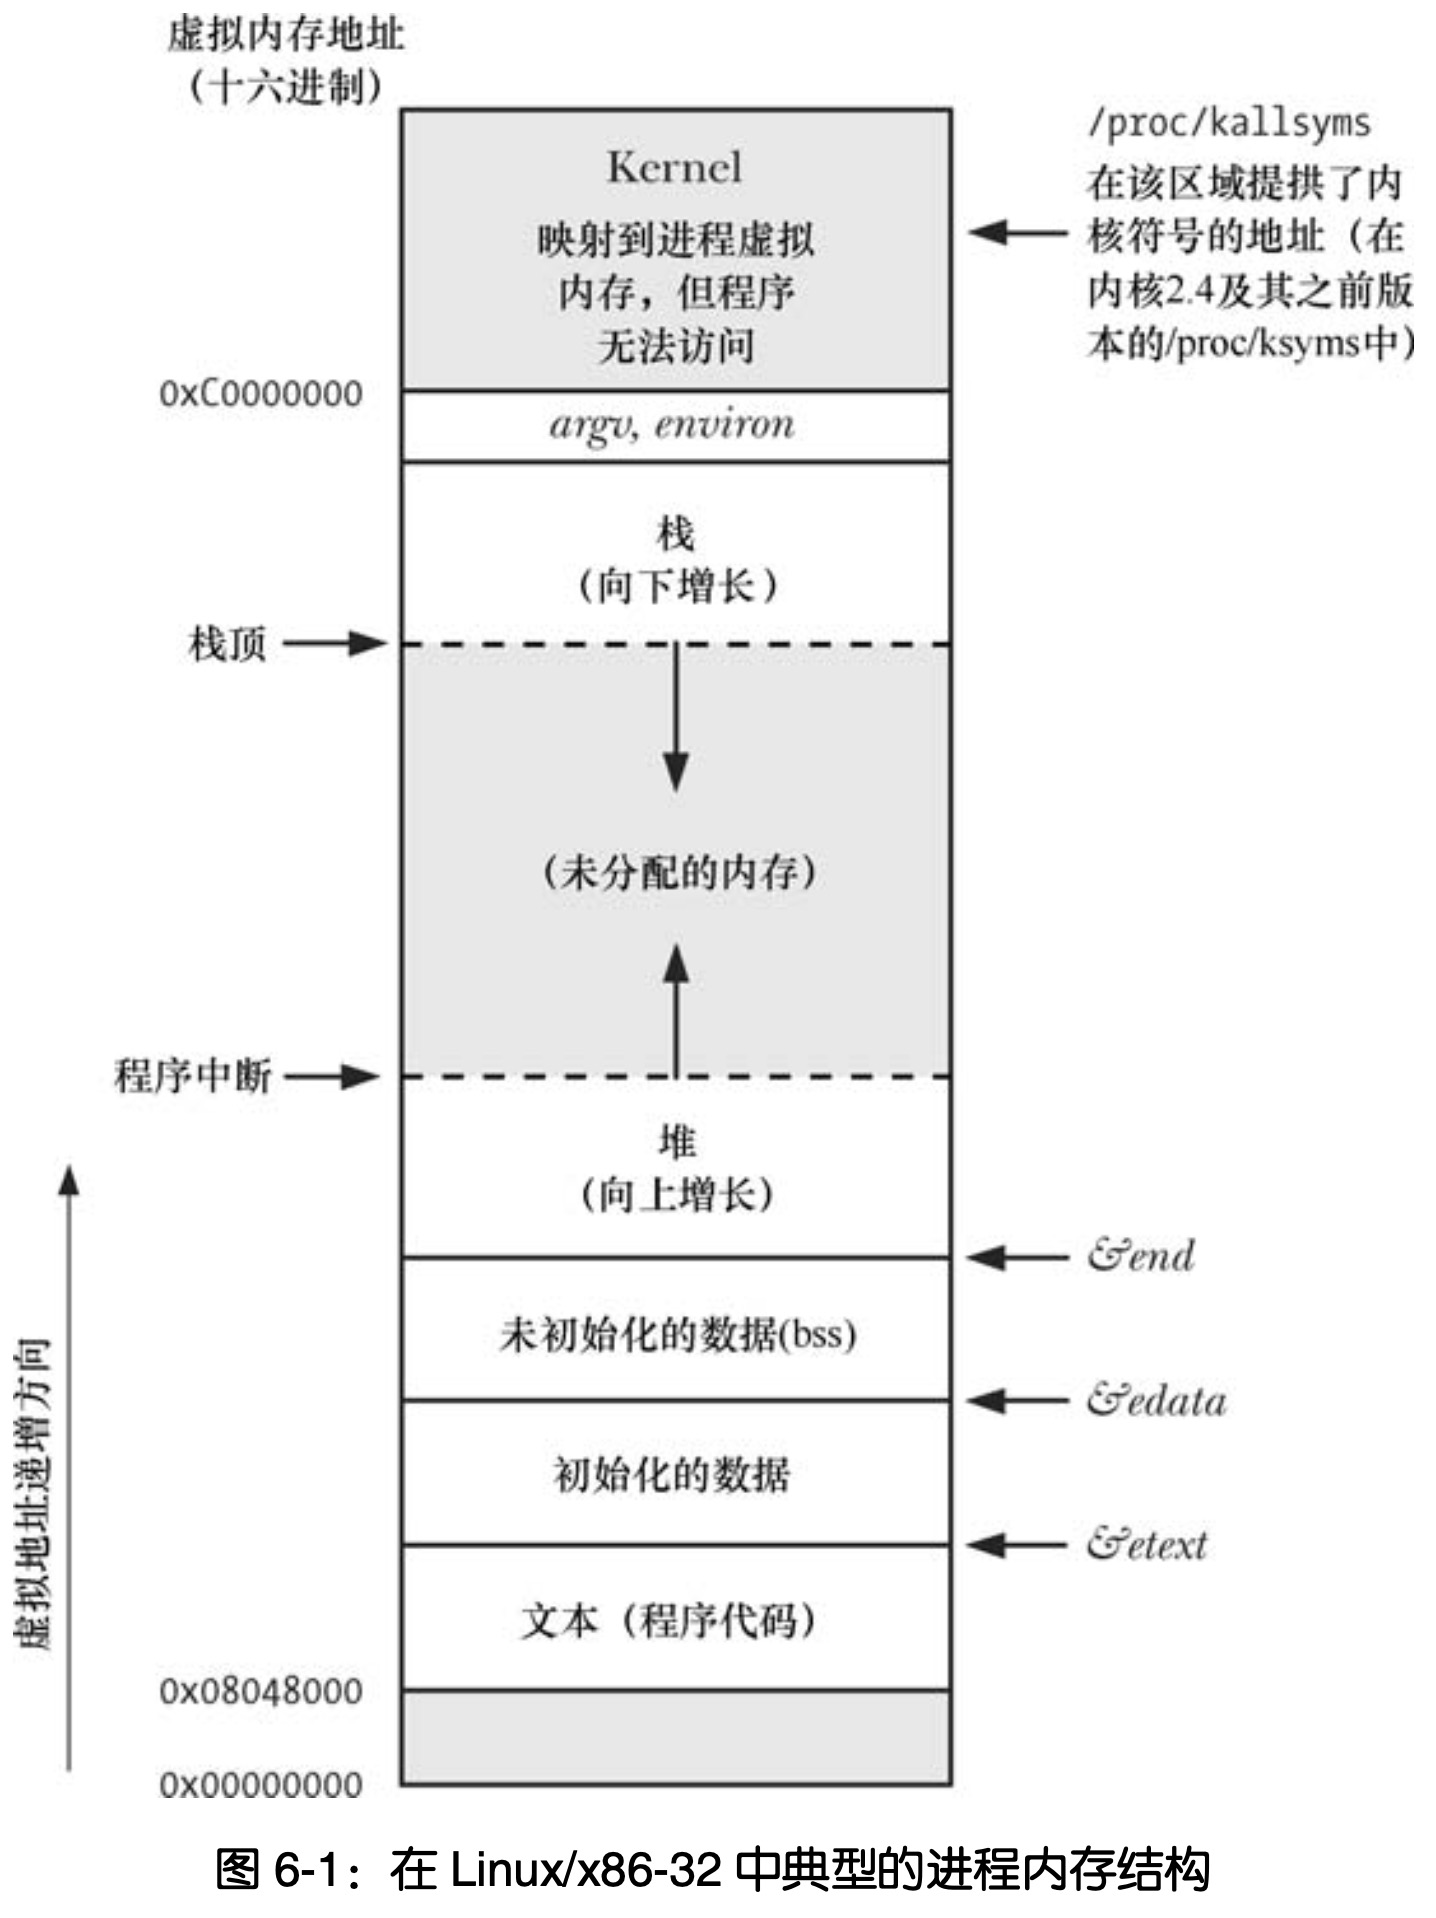 虚拟内存地址
（十六进制）
/proc/kallsyms
在该区域提拱了内
核符号的地址（在
内核2.4及其之前版
本的/proc/ksyms中）
Kernel
映射到进程虚拟
内存，但程序
无法访问
0xC0000000
argv, environ
栈
（向下增长）
栈顶
（未分配的内存）
程序中断
堆
（向上增长）
&end
未初始化的数据(bss)
&edata
初始化的数据
&etext
文本（程序代码）
虚拟地址递增方向
0x08048000
0x00000000
图 6-1：在 Linux/x86-32 中典型的进程内存结构